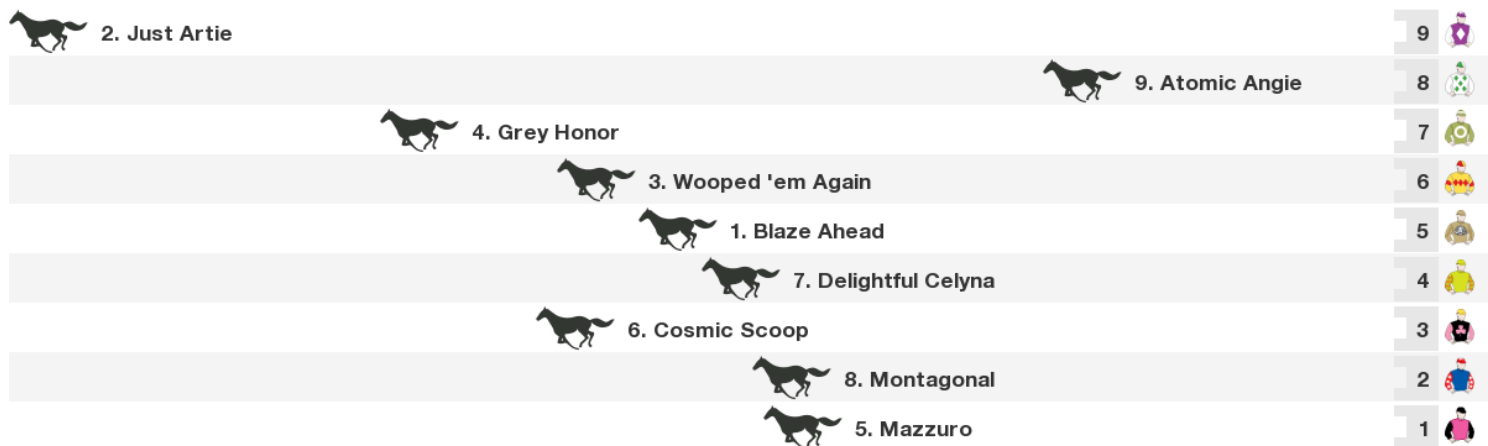 2. Just Artie 9
9. Atomic Angie 8
4. Grey Honor 7
3. Wooped 'em Again 6
1. Blaze Ahead 5
7. Delightful Celyna 4
6. Cosmic Scoop 3
8. Montagonal 2
5. Mazzuro 1